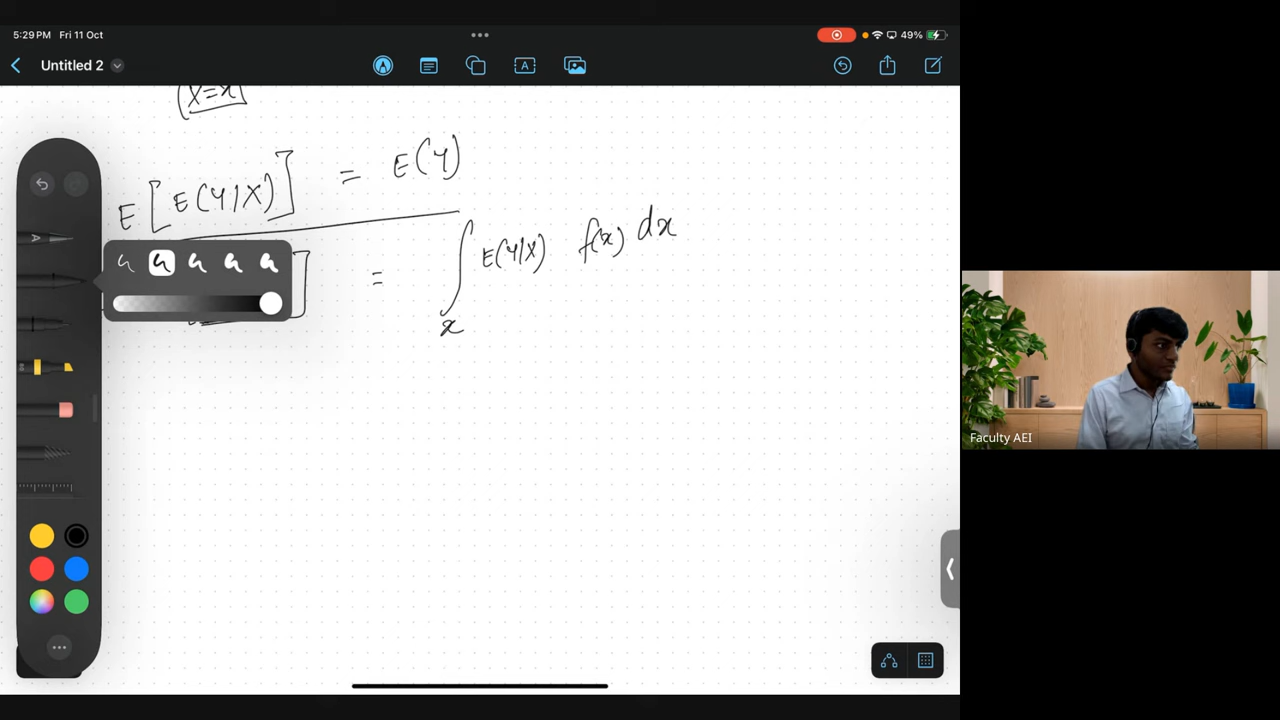 5:29 PM Fri 11 Oct
49%
Untitled 2
(X=x)
E[E(Y|X)] = E(Y)
] = ∫x E(Y|X) f(x) dx
Faculty AEI